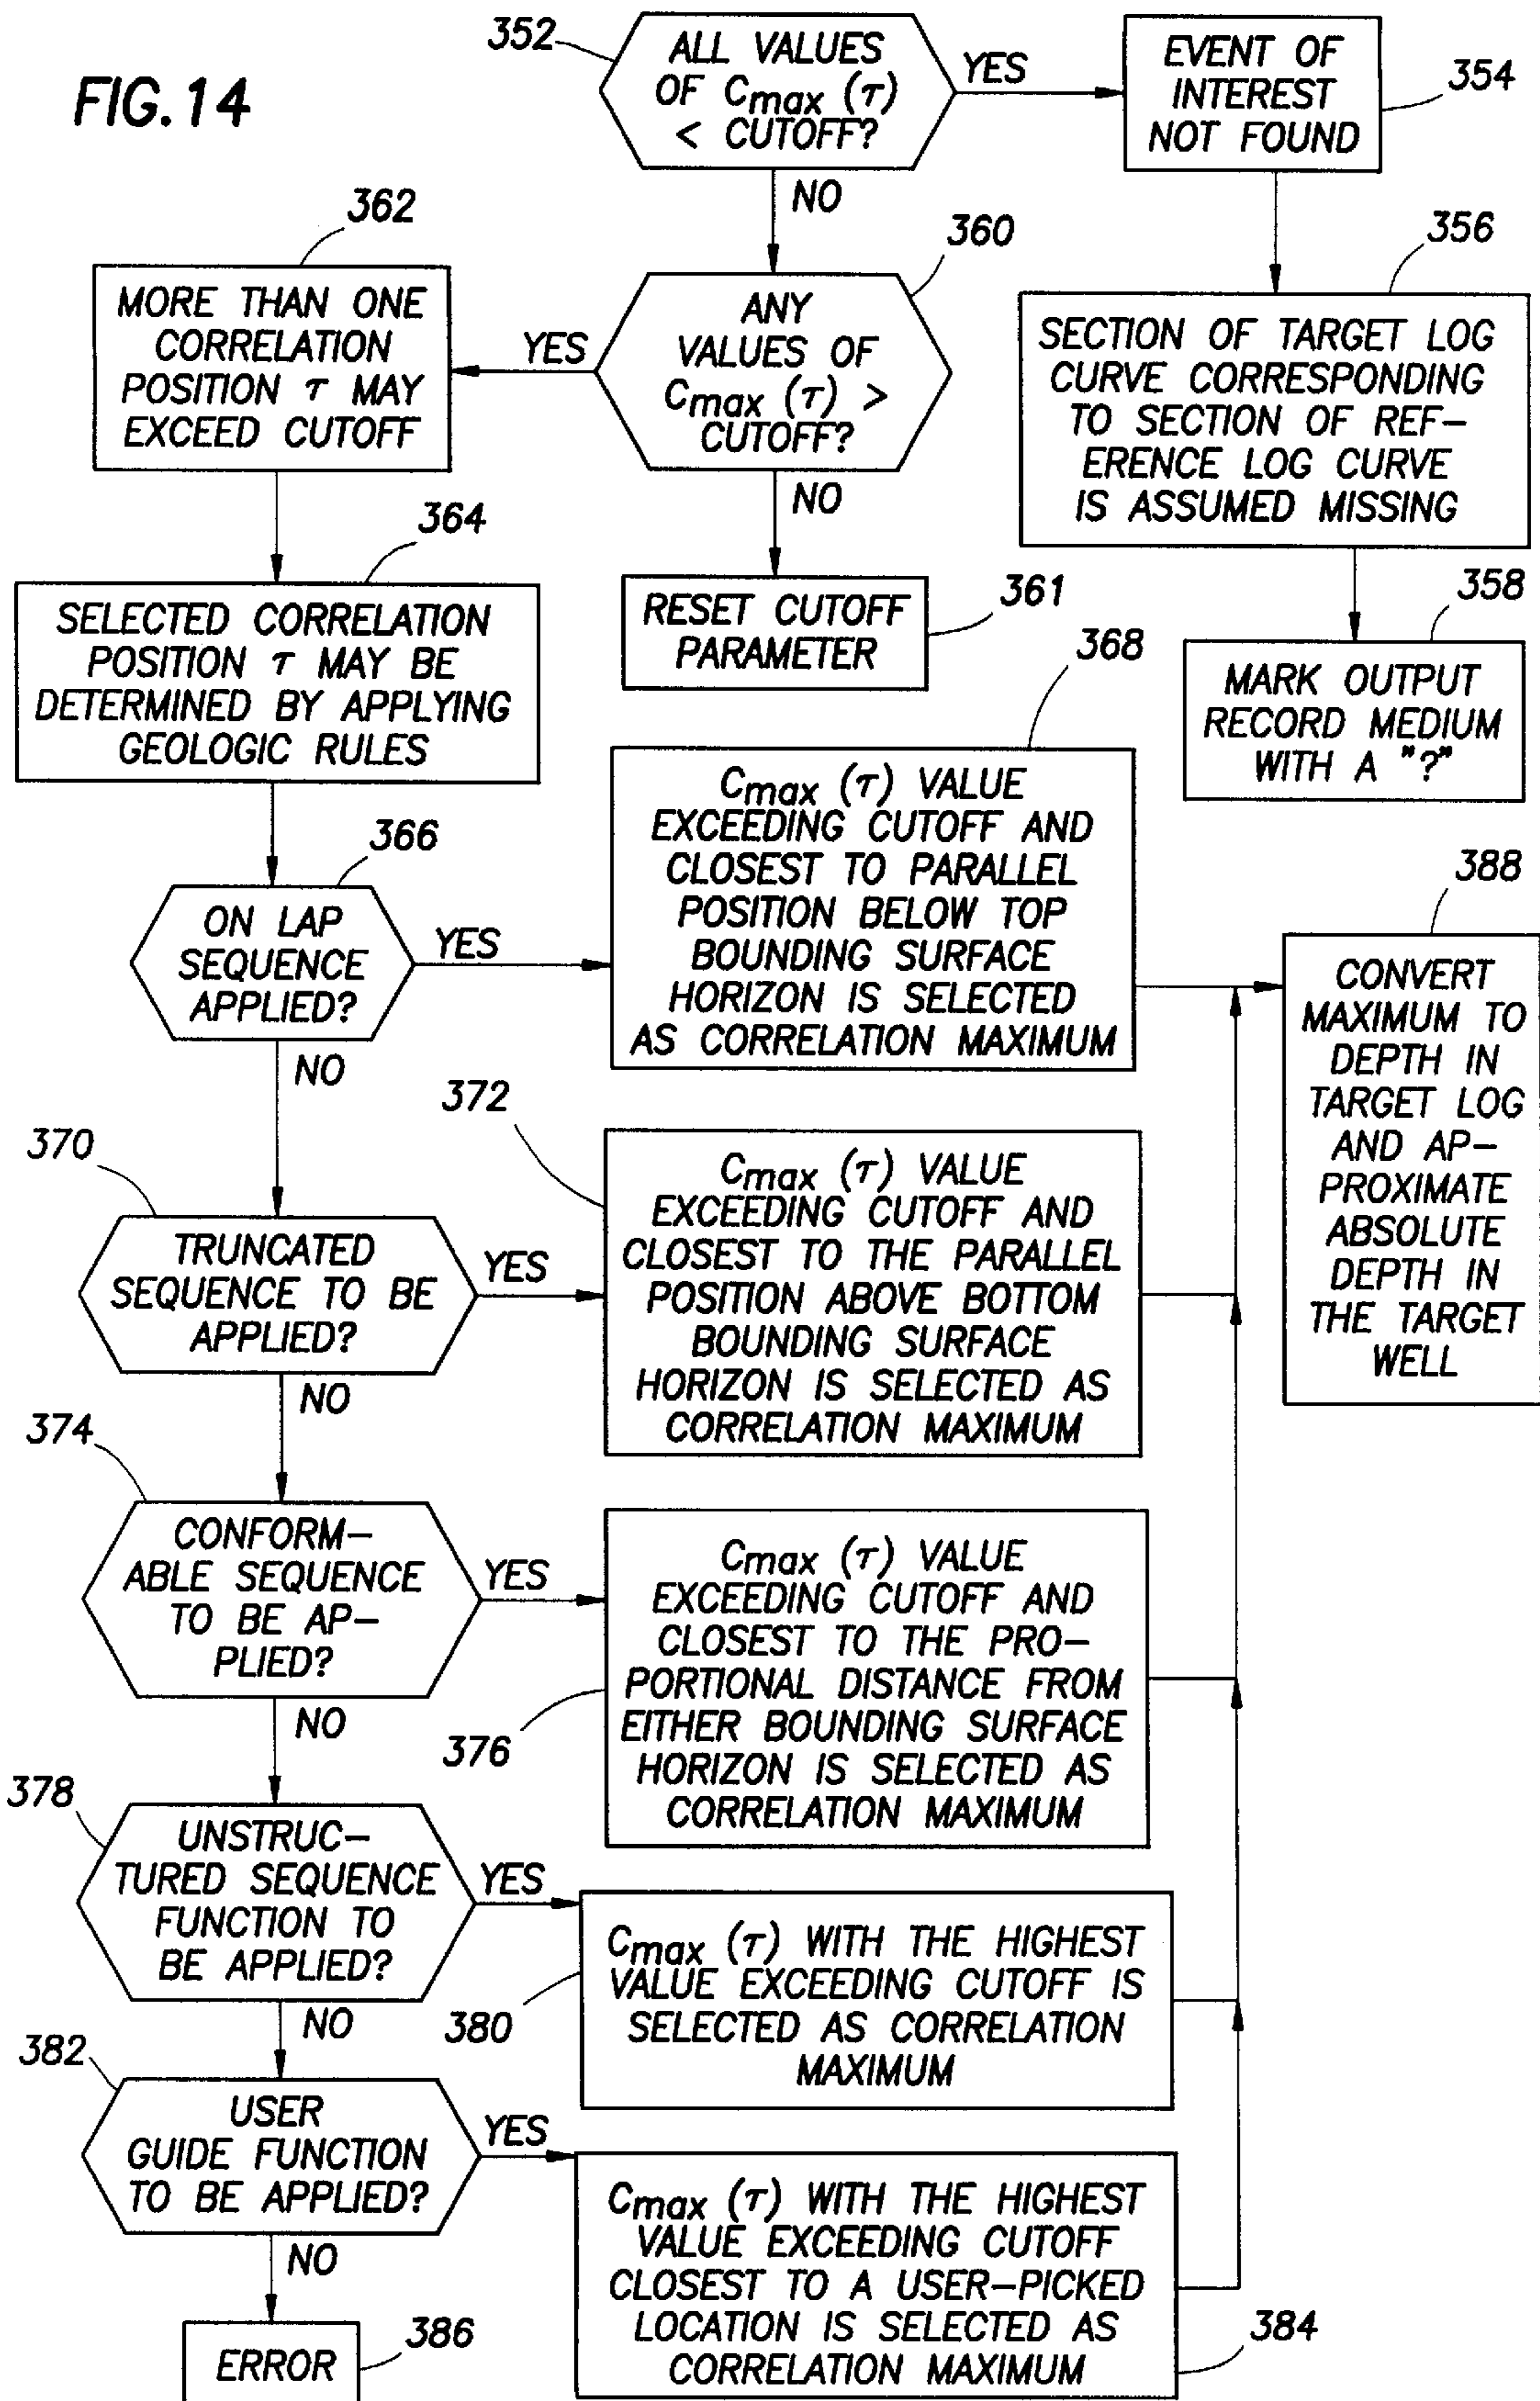 FIG.14
352
ALL VALUES
OF Cmax (τ)
< CUTOFF?
YES
NO
EVENT OF
INTEREST
NOT FOUND
354
356
SECTION OF TARGET LOG
CURVE CORRESPONDING
TO SECTION OF REF-
ERENCE LOG CURVE
IS ASSUMED MISSING
358
MARK OUTPUT
RECORD MEDIUM
WITH A "?"
360
ANY
VALUES OF
Cmax (τ) >
CUTOFF?
YES
NO
RESET CUTOFF
PARAMETER
361
362
MORE THAN ONE
CORRELATION
POSITION τ MAY
EXCEED CUTOFF
364
SELECTED CORRELATION
POSITION τ MAY BE
DETERMINED BY APPLYING
GEOLOGIC RULES
366
ON LAP
SEQUENCE
APPLIED?
YES
NO
368
Cmax (τ) VALUE
EXCEEDING CUTOFF AND
CLOSEST TO PARALLEL
POSITION BELOW TOP
BOUNDING SURFACE
HORIZON IS SELECTED
AS CORRELATION MAXIMUM
370
TRUNCATED
SEQUENCE TO BE
APPLIED?
YES
NO
372
Cmax (τ) VALUE
EXCEEDING CUTOFF AND
CLOSEST TO THE PARALLEL
POSITION ABOVE BOTTOM
BOUNDING SURFACE
HORIZON IS SELECTED AS
CORRELATION MAXIMUM
374
CONFORM-
ABLE SEQUENCE
TO BE AP-
PLIED?
YES
NO
376
Cmax (τ) VALUE
EXCEEDING CUTOFF AND
CLOSEST TO THE PRO-
PORTIONAL DISTANCE FROM
EITHER BOUNDING SURFACE
HORIZON IS SELECTED AS
CORRELATION MAXIMUM
378
UNSTRUC-
TURED SEQUENCE
FUNCTION TO
BE APPLIED?
YES
NO
380
Cmax (τ) WITH THE HIGHEST
VALUE EXCEEDING CUTOFF IS
SELECTED AS CORRELATION
MAXIMUM
382
USER
GUIDE FUNCTION
TO BE APPLIED?
YES
NO
384
Cmax (τ) WITH THE HIGHEST
VALUE EXCEEDING CUTOFF
CLOSEST TO A USER-PICKED
LOCATION IS SELECTED AS
CORRELATION MAXIMUM
ERROR
386
388
CONVERT
MAXIMUM TO
DEPTH IN
TARGET LOG
AND AP-
PROXIMATE
ABSOLUTE
DEPTH IN
THE TARGET
WELL